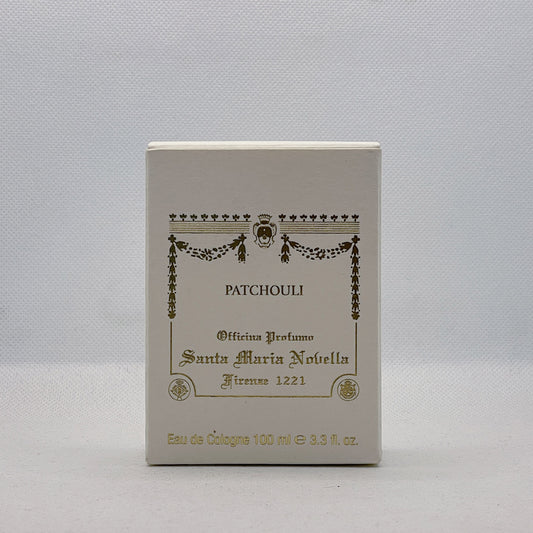 PATCHOULI
Officina Profumo
Santa Maria Novella
Firenze 1221
Eau de Cologne 100 ml ℮ 3.3 fl. oz.